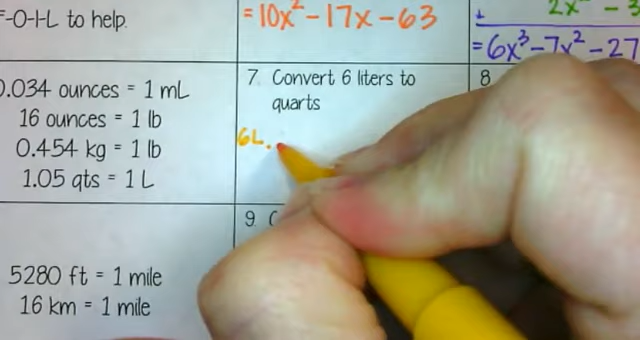 F-O-I-L to help.
= 10x² - 17x - 63
2x² - 3
= 6x³ - 7x² - 27
0.034 ounces = 1 mL
16 ounces = 1 lb
0.454 kg = 1 lb
1.05 qts = 1 L
7. Convert 6 liters to
quarts
6L.
8
9. C
5280 ft = 1 mile
16 km = 1 mile